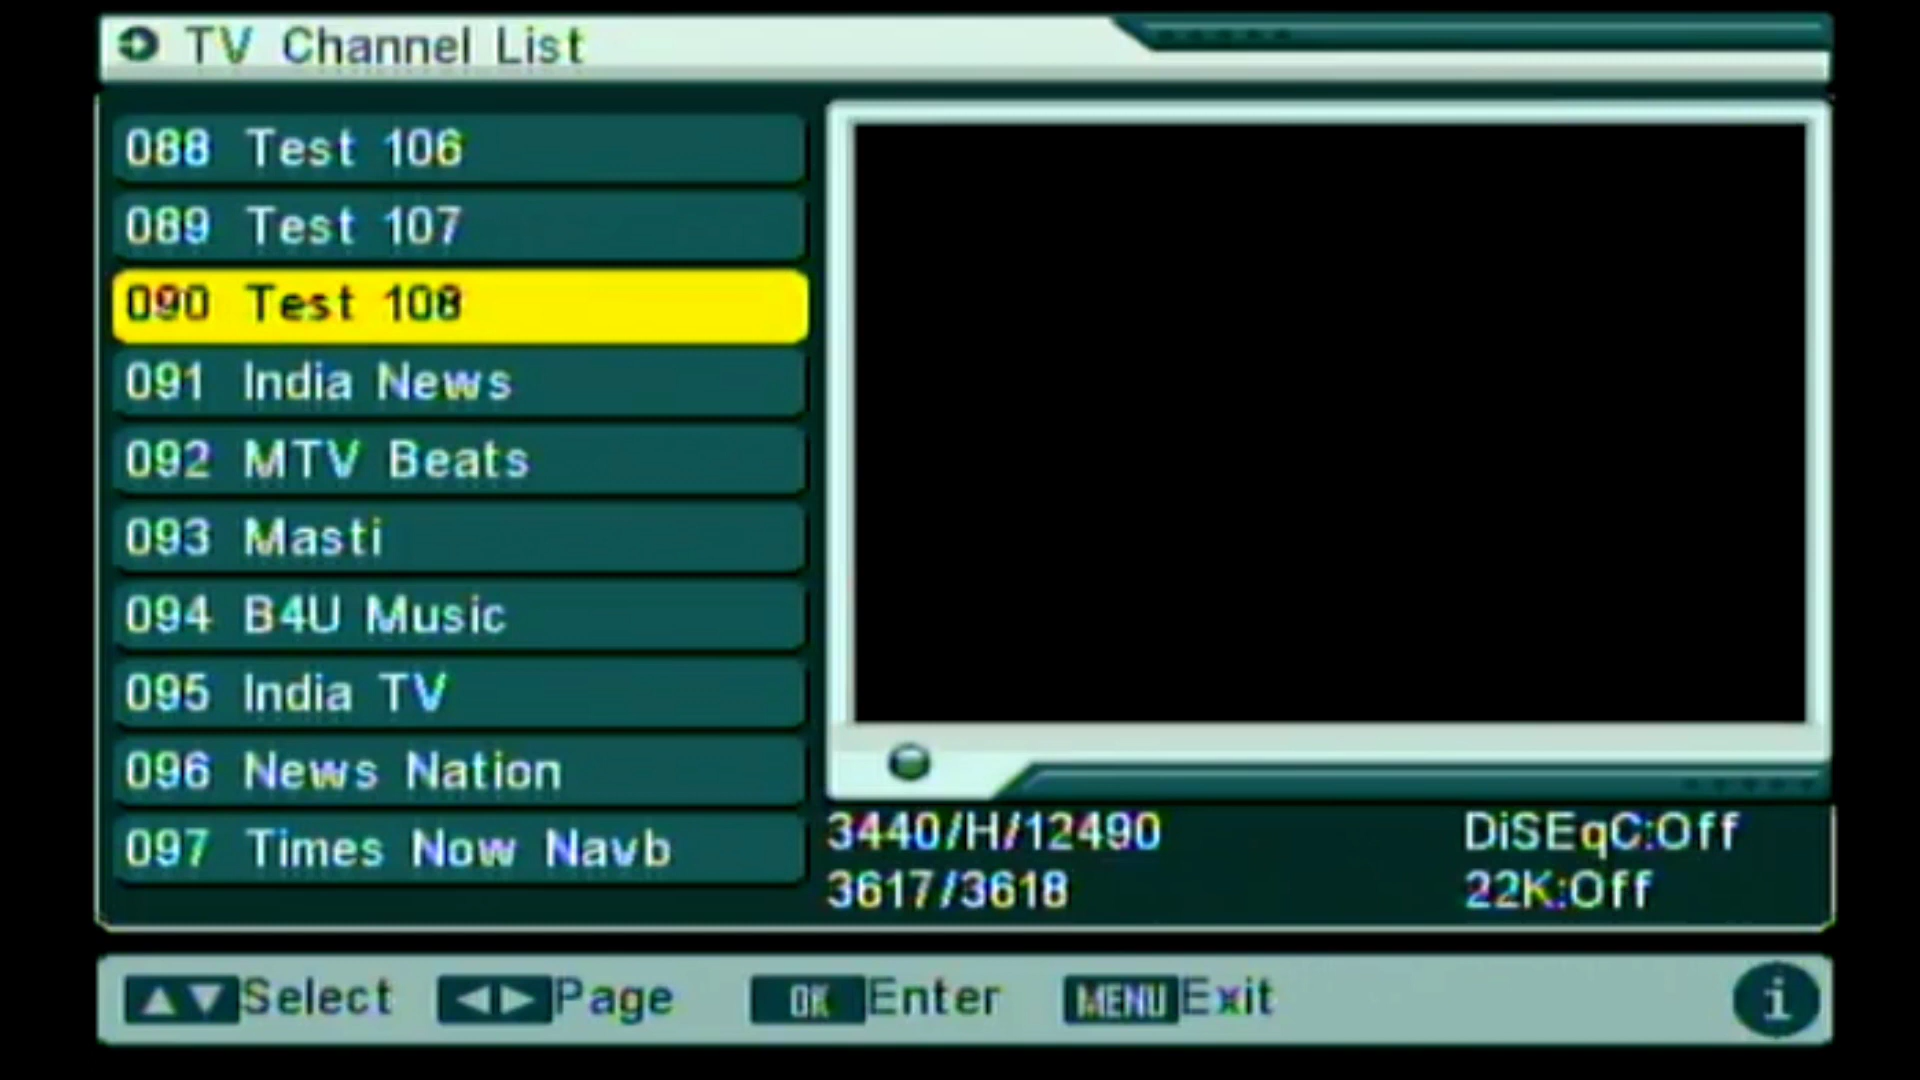 TV Channel List
088 Test 106
089 Test 107
090 Test 108
091 India News
092 MTV Beats
093 Masti
094 B4U Music
095 India TV
096 News Nation
097 Times Now Navb
3440/H/12490 DiSEqC:Off
3617/3618 22K:Off
Select Page OK Enter MENU Exit i